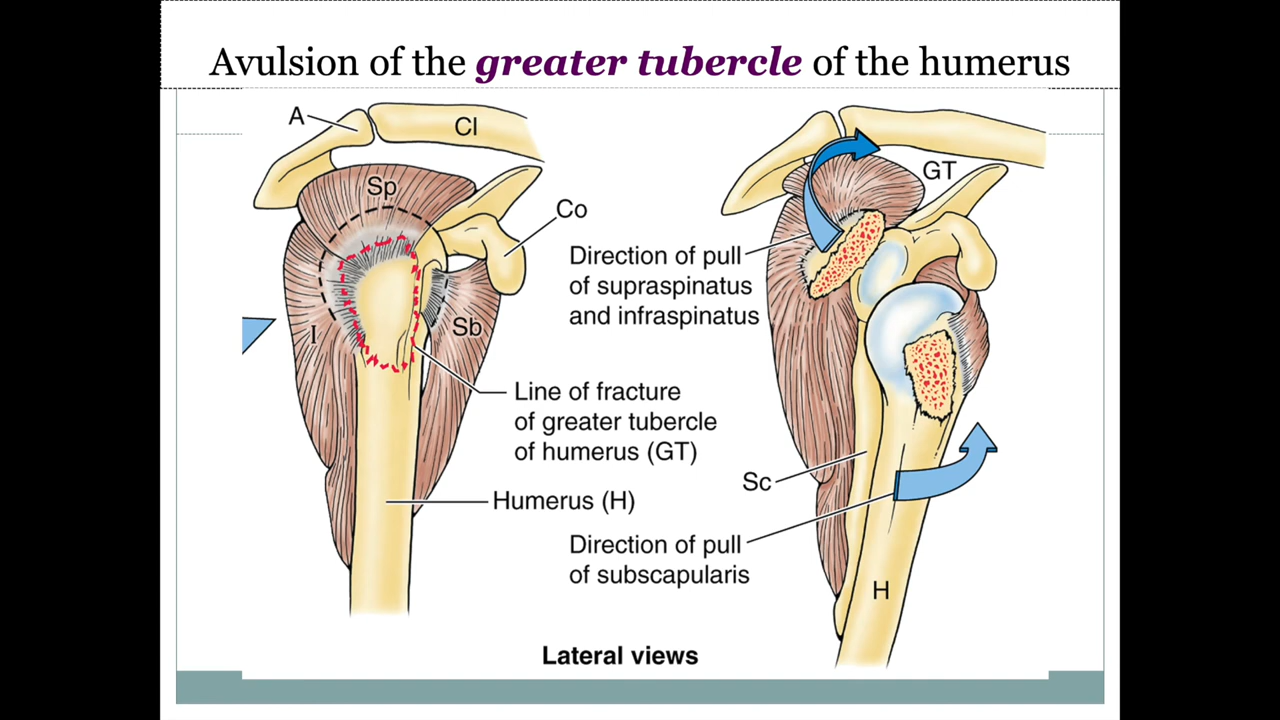 Avulsion of the greater tubercle of the humerus
A
Cl
Sp
Co
I
Sb
Line of fracture
of greater tubercle
of humerus (GT)
Humerus (H)
GT
Direction of pull
of supraspinatus
and infraspinatus
Sc
Direction of pull
of subscapularis
H
Lateral views